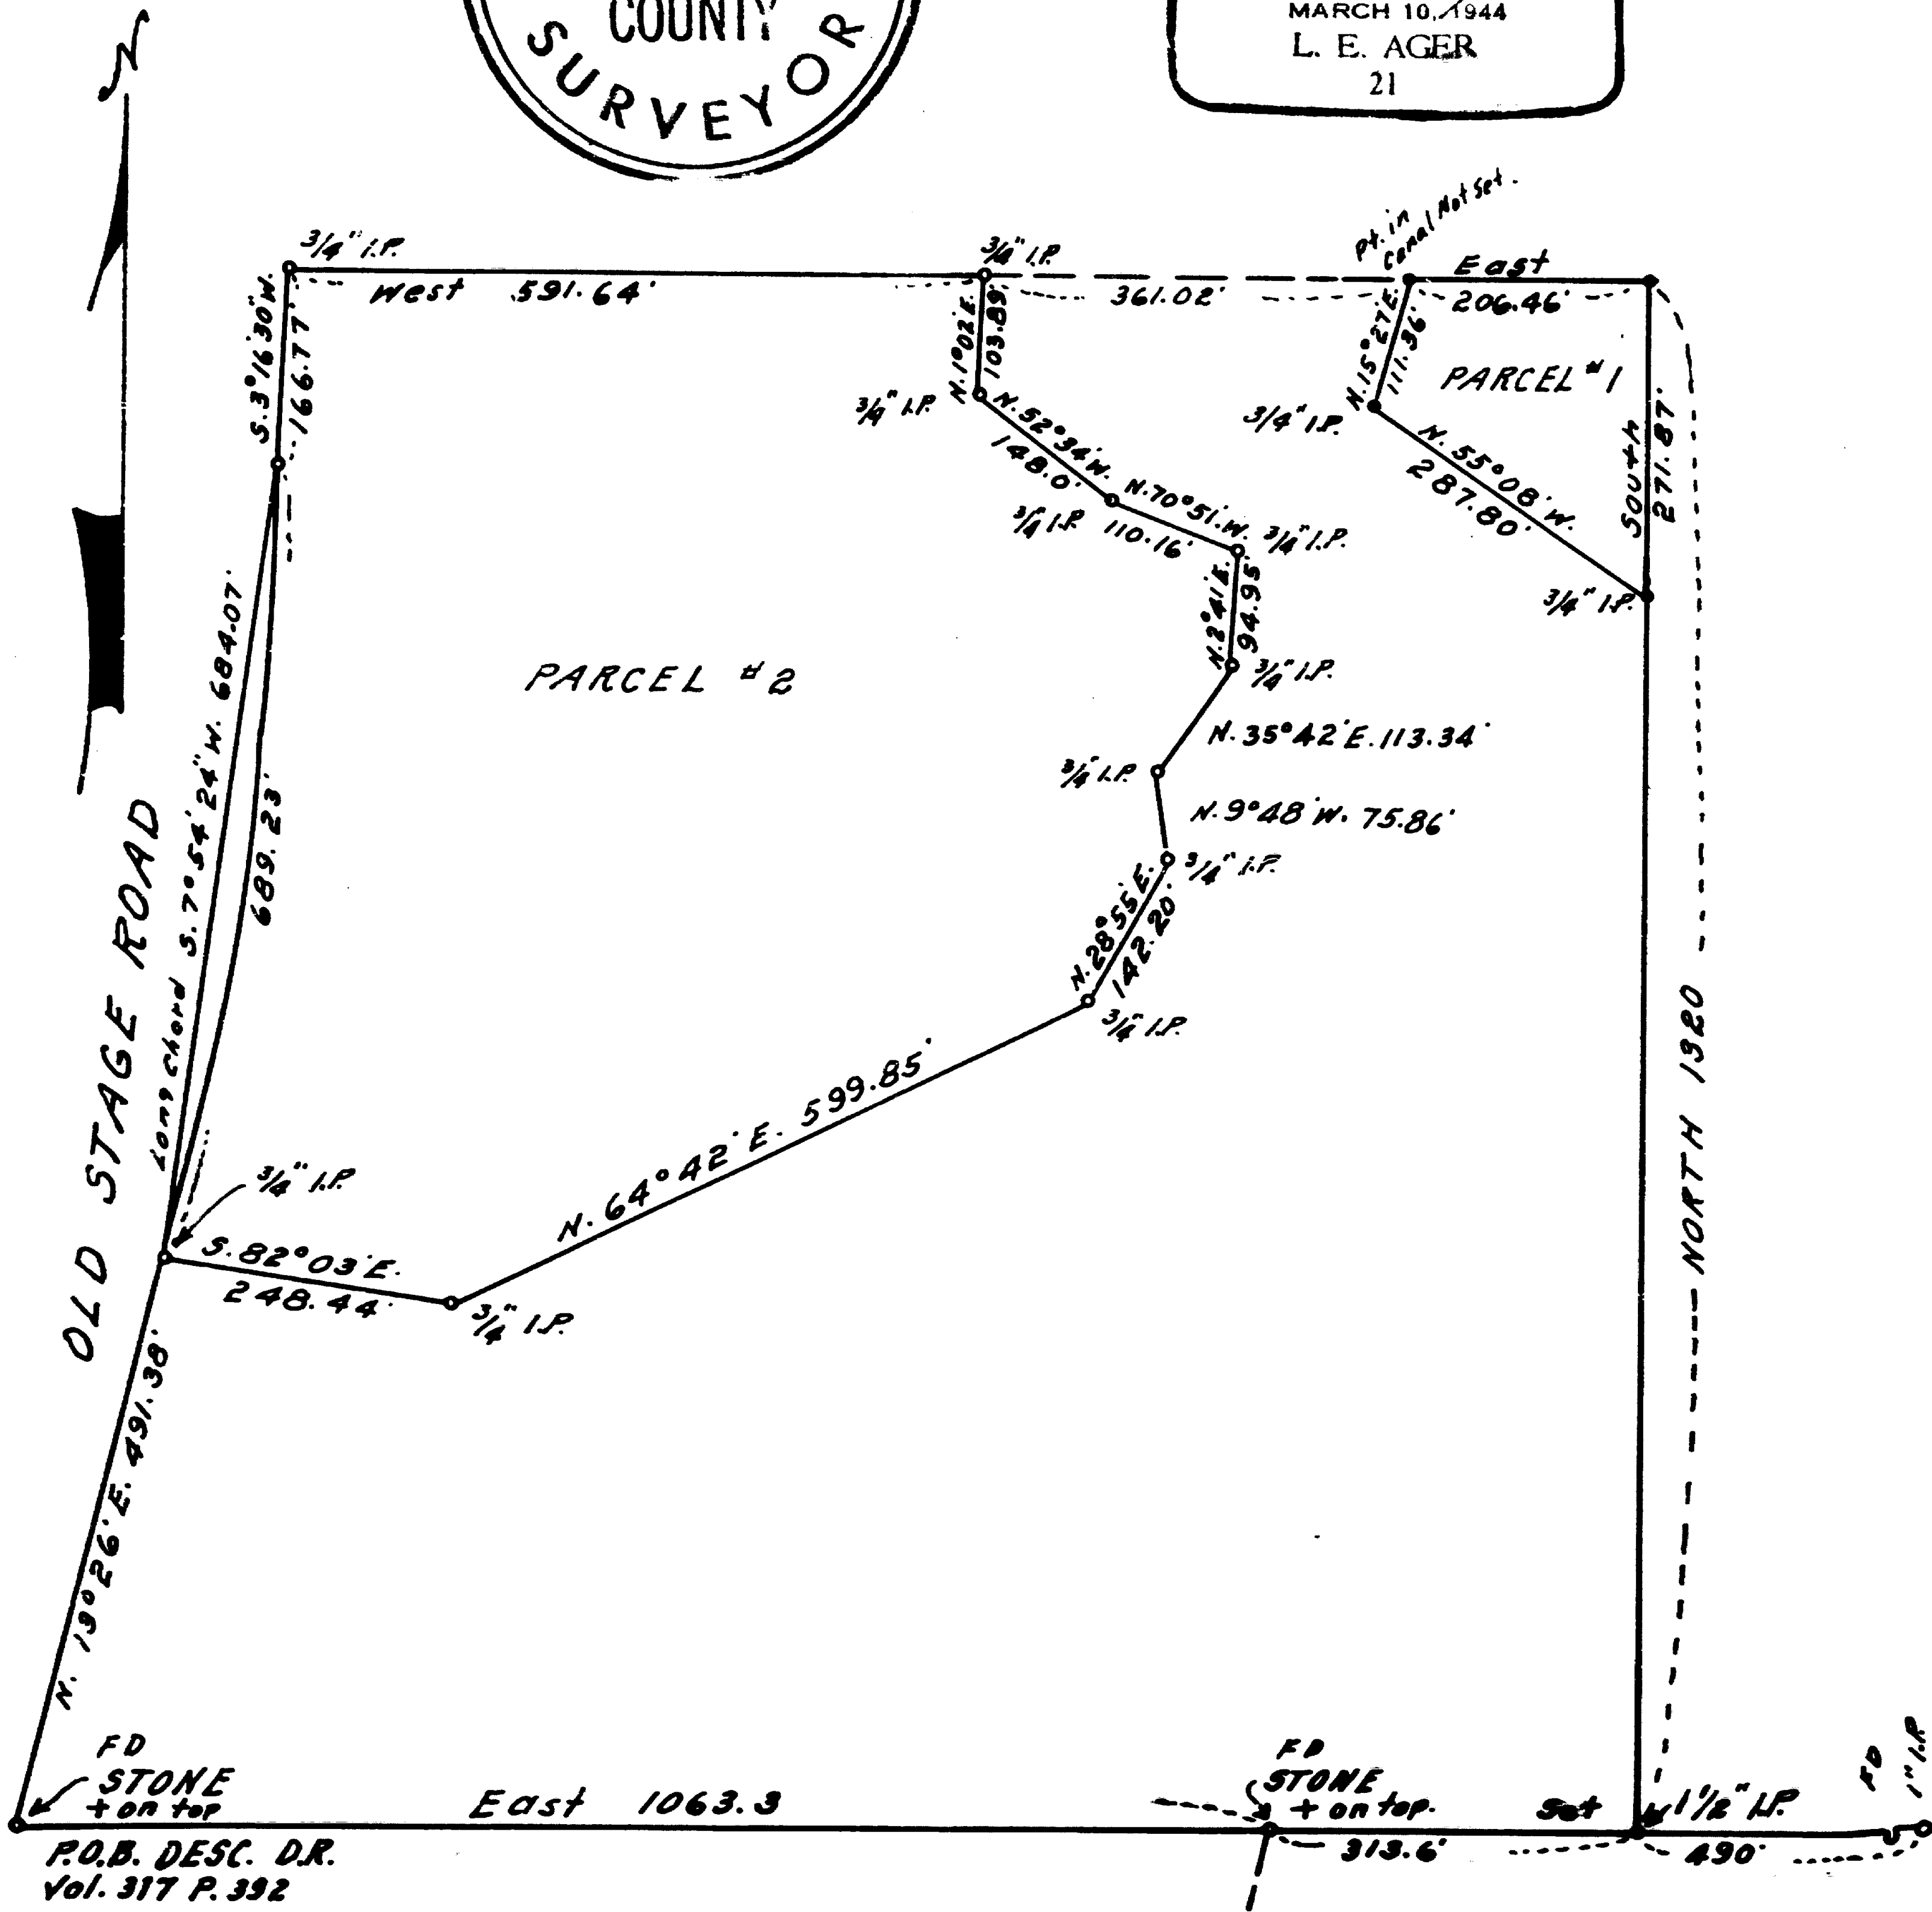 COUNTY
SURVEYOR
MARCH 10, 1944
L. E. AGER
21
N
Pt. in
Canal Not Set.
3/4" I.P.
3/4" I.P.
East
West 591.64'
361.02'
206.46'
S. 3°16'30" W.
166.77'
N. 1°02' E.
103.89'
N. 15°27' E.
111.36'
PARCEL #1
3/4" I.P.
3/4" I.P.
N. 52°34' W.
148.0'
N. 55°08' W.
287.80'
South
271.87'
N. 70°51' W.
110.16'
3/4" I.P.
3/4" I.P.
3/4" I.P.
N. 2°41' E.
94.95
PARCEL #2
3/4" I.P.
N. 35°42' E. 113.34'
3/4" I.P.
N. 9°48' W. 75.86'
3/4" I.P.
N. 28°55' E.
142.20'
3/4" I.P.
Long Chord S. 7°54'24" W. 684.07'
689.23'
OLD STAGE ROAD
N. 64°42' E. 599.85'
NORTH 1320
3/4" I.P.
S. 82°03' E.
248.44'
3/4" I.P.
N. 13°26' E. 491.38'
FD
STONE
+ on top
East 1063.3
FD
STONE
+ on top.
Set
1 1/2" I.P.
FD
1" I.P.
313.6'
490'
P.O.B. DESC. D.R.
Vol. 317 P. 392